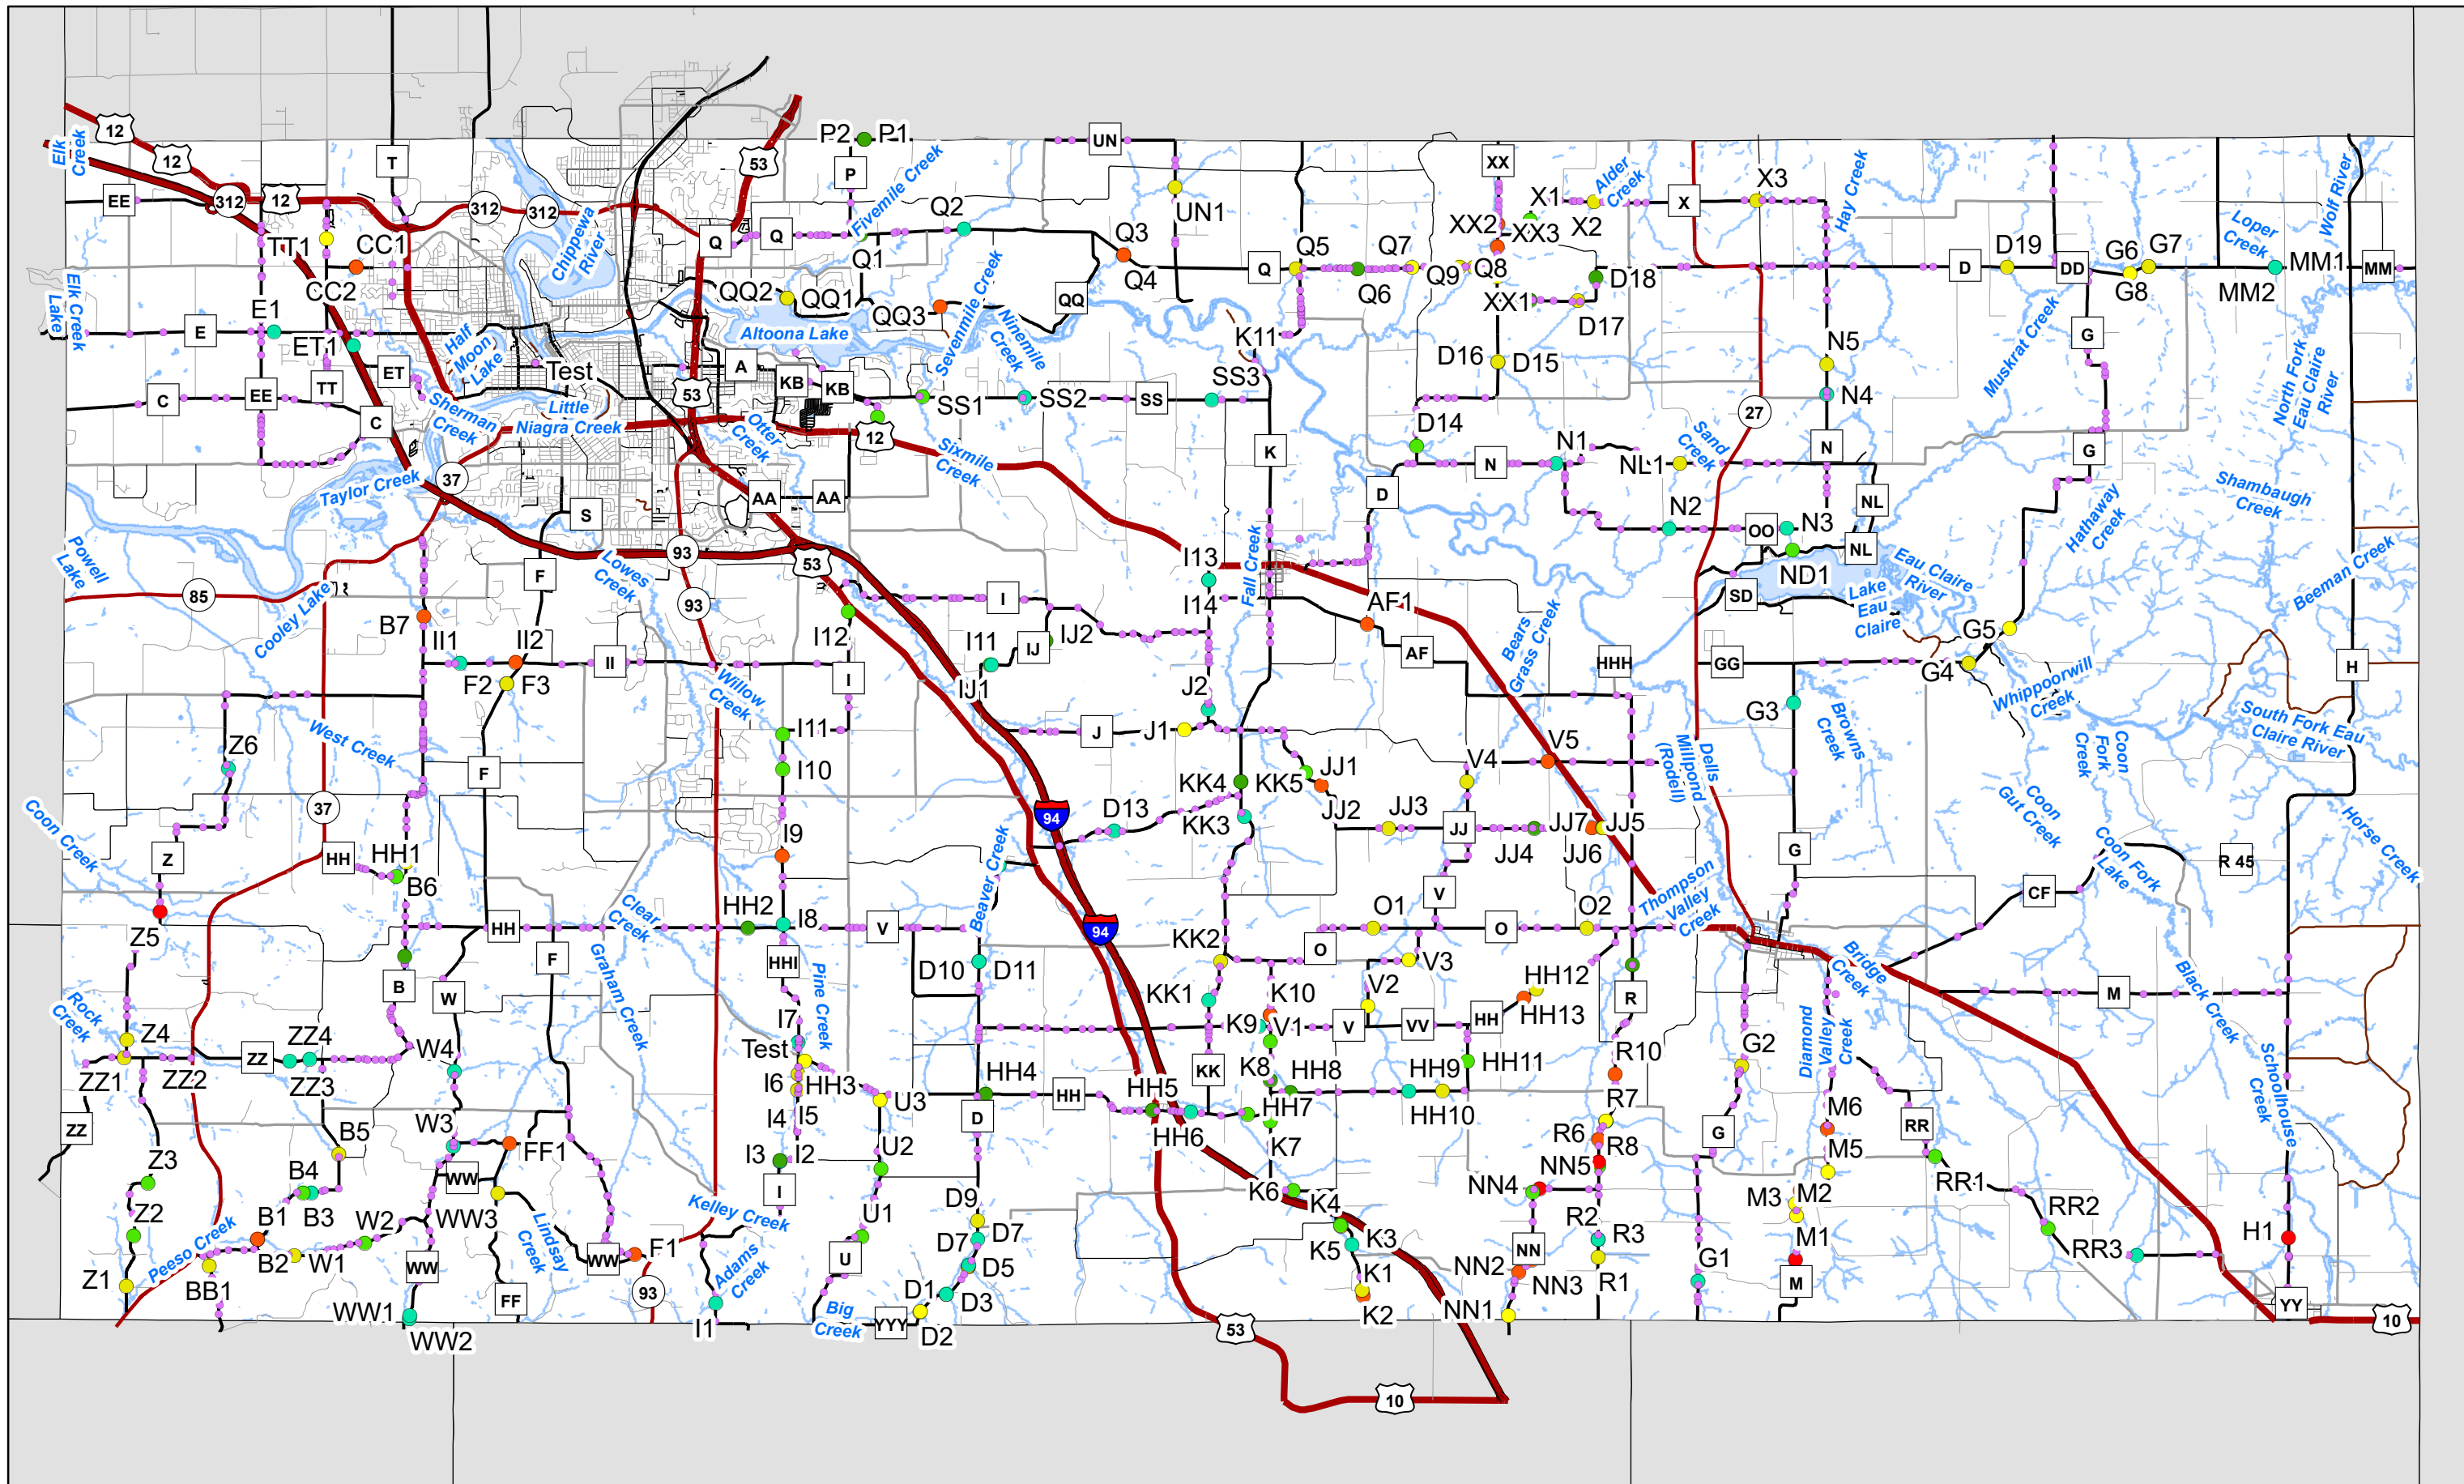 12
12
312
12
EE
T
312
312
53
P2
P1
P
UN
XX
X1
X2
X
X3
Elk
Creek
Alder
Creek
Hay Creek
Loper
Creek
Wolf River
Chippewa
River
Fivemile Creek
TT1
CC1
CC2
Q
Q
Q1
Q2
Q3
Q4
UN1
Q
Q5
Q6
Q7
Q9
Q8
XX2
XX3
XX1
D18
D17
D
D19
DD
G6
G7
G8
MM1
MM2
MM
Elk Creek
Lake
E1
E
ET1
ET
TT
C
EE
C
Half
Moon
Lake
Test
QQ2
QQ1
QQ3
QQ
Altoona Lake
Sevenmile Creek
Ninemile
Creek
A
KB
KB
53
12
SS1
SS2
SS
SS3
K11
K
D16
D15
D14
N1
N
NL1
N5
N4
N
27
Sand
Creek
Muskrat Creek
G
G
North Fork
Eau Claire
River
Sherman
Creek
Little
Niagra Creek
Otter
Creek
Sixmile
Creek
Taylor Creek
37
S
AA
AA
D
N2
OO
N3
NL
NL
ND1
Hathaway
Creek
Shambaugh
Creek
Beeman Creek
Powell
Lake
85
Cooley Lake
Lowes
Creek
F
93
53
93
I12
I
I11
IJ
IJ2
IJ1
I13
I14
Fall Creek
AF1
AF
Bears
Grass Creek
HHH
SD
GG
Lake
Eau
Claire
Eau Claire
River
G5
G4
Whippoorwill
Creek
H
B7
II1
II2
II
F2
F3
I
Willow
Creek
West Creek
Z6
F
I11
I10
J
J1
J2
G3
Browns
Creek
South Fork Eau
Claire River
Coon
Fork
Creek
Dells
Millpond
(Rodell)
V4
V5
KK4
KK5
JJ1
JJ2
JJ3
JJ
JJ4
JJ7
JJ6
JJ5
KK3
D13
94
37
Coon Creek
Z
HH
HH1
B6
I9
Beaver Creek
V
G
Coon
Gut Creek
Coon Fork
Lake
R 45
Horse Creek
CF
Thompson
Valley
Creek
Z5
HH
F
Clear
Creek
HH2
I8
V
94
KK2
O1
O
O
O2
V3
HHI
Pine Creek
D10
D11
KK1
K10
V2
HH12
HH13
R
Graham Creek
B
W
Rock
Creek
Z4
ZZ4
ZZ
ZZ1
ZZ2
ZZ3
W4
I7
Test
I6
HH3
K9
V1
V
VV
HH
K8
HH11
R10
G2
Diamond
Valley
Creek
Bridge
Creek
M
Black Creek
Schoolhouse
Creek
ZZ
B5
W3
I4
I5
U3
HH4
D
HH
HH5
HH6
KK
HH7
HH8
HH9
HH10
R7
R6
R8
G
M6
M5
RR
Z3
B4
B3
FF1
WW
I3
I2
I
U2
K7
K6
K4
NN5
NN4
M3
M2
RR1
RR2
RR3
H1
Z2
B1
B2
W1
W2
WW3
Lindsay
Creek
Kelley Creek
U1
U
D9
D7
D7
D5
K3
K5
K1
K2
R2
R3
R1
NN
NN2
NN3
NN1
G1
M1
M
Z1
Peeso Creek
BB1
WW
WW1
WW2
FF
WW
F1
93
Adams
Creek
I1
Big
Creek
YYY
D1
D2
D3
53
10
YY
10